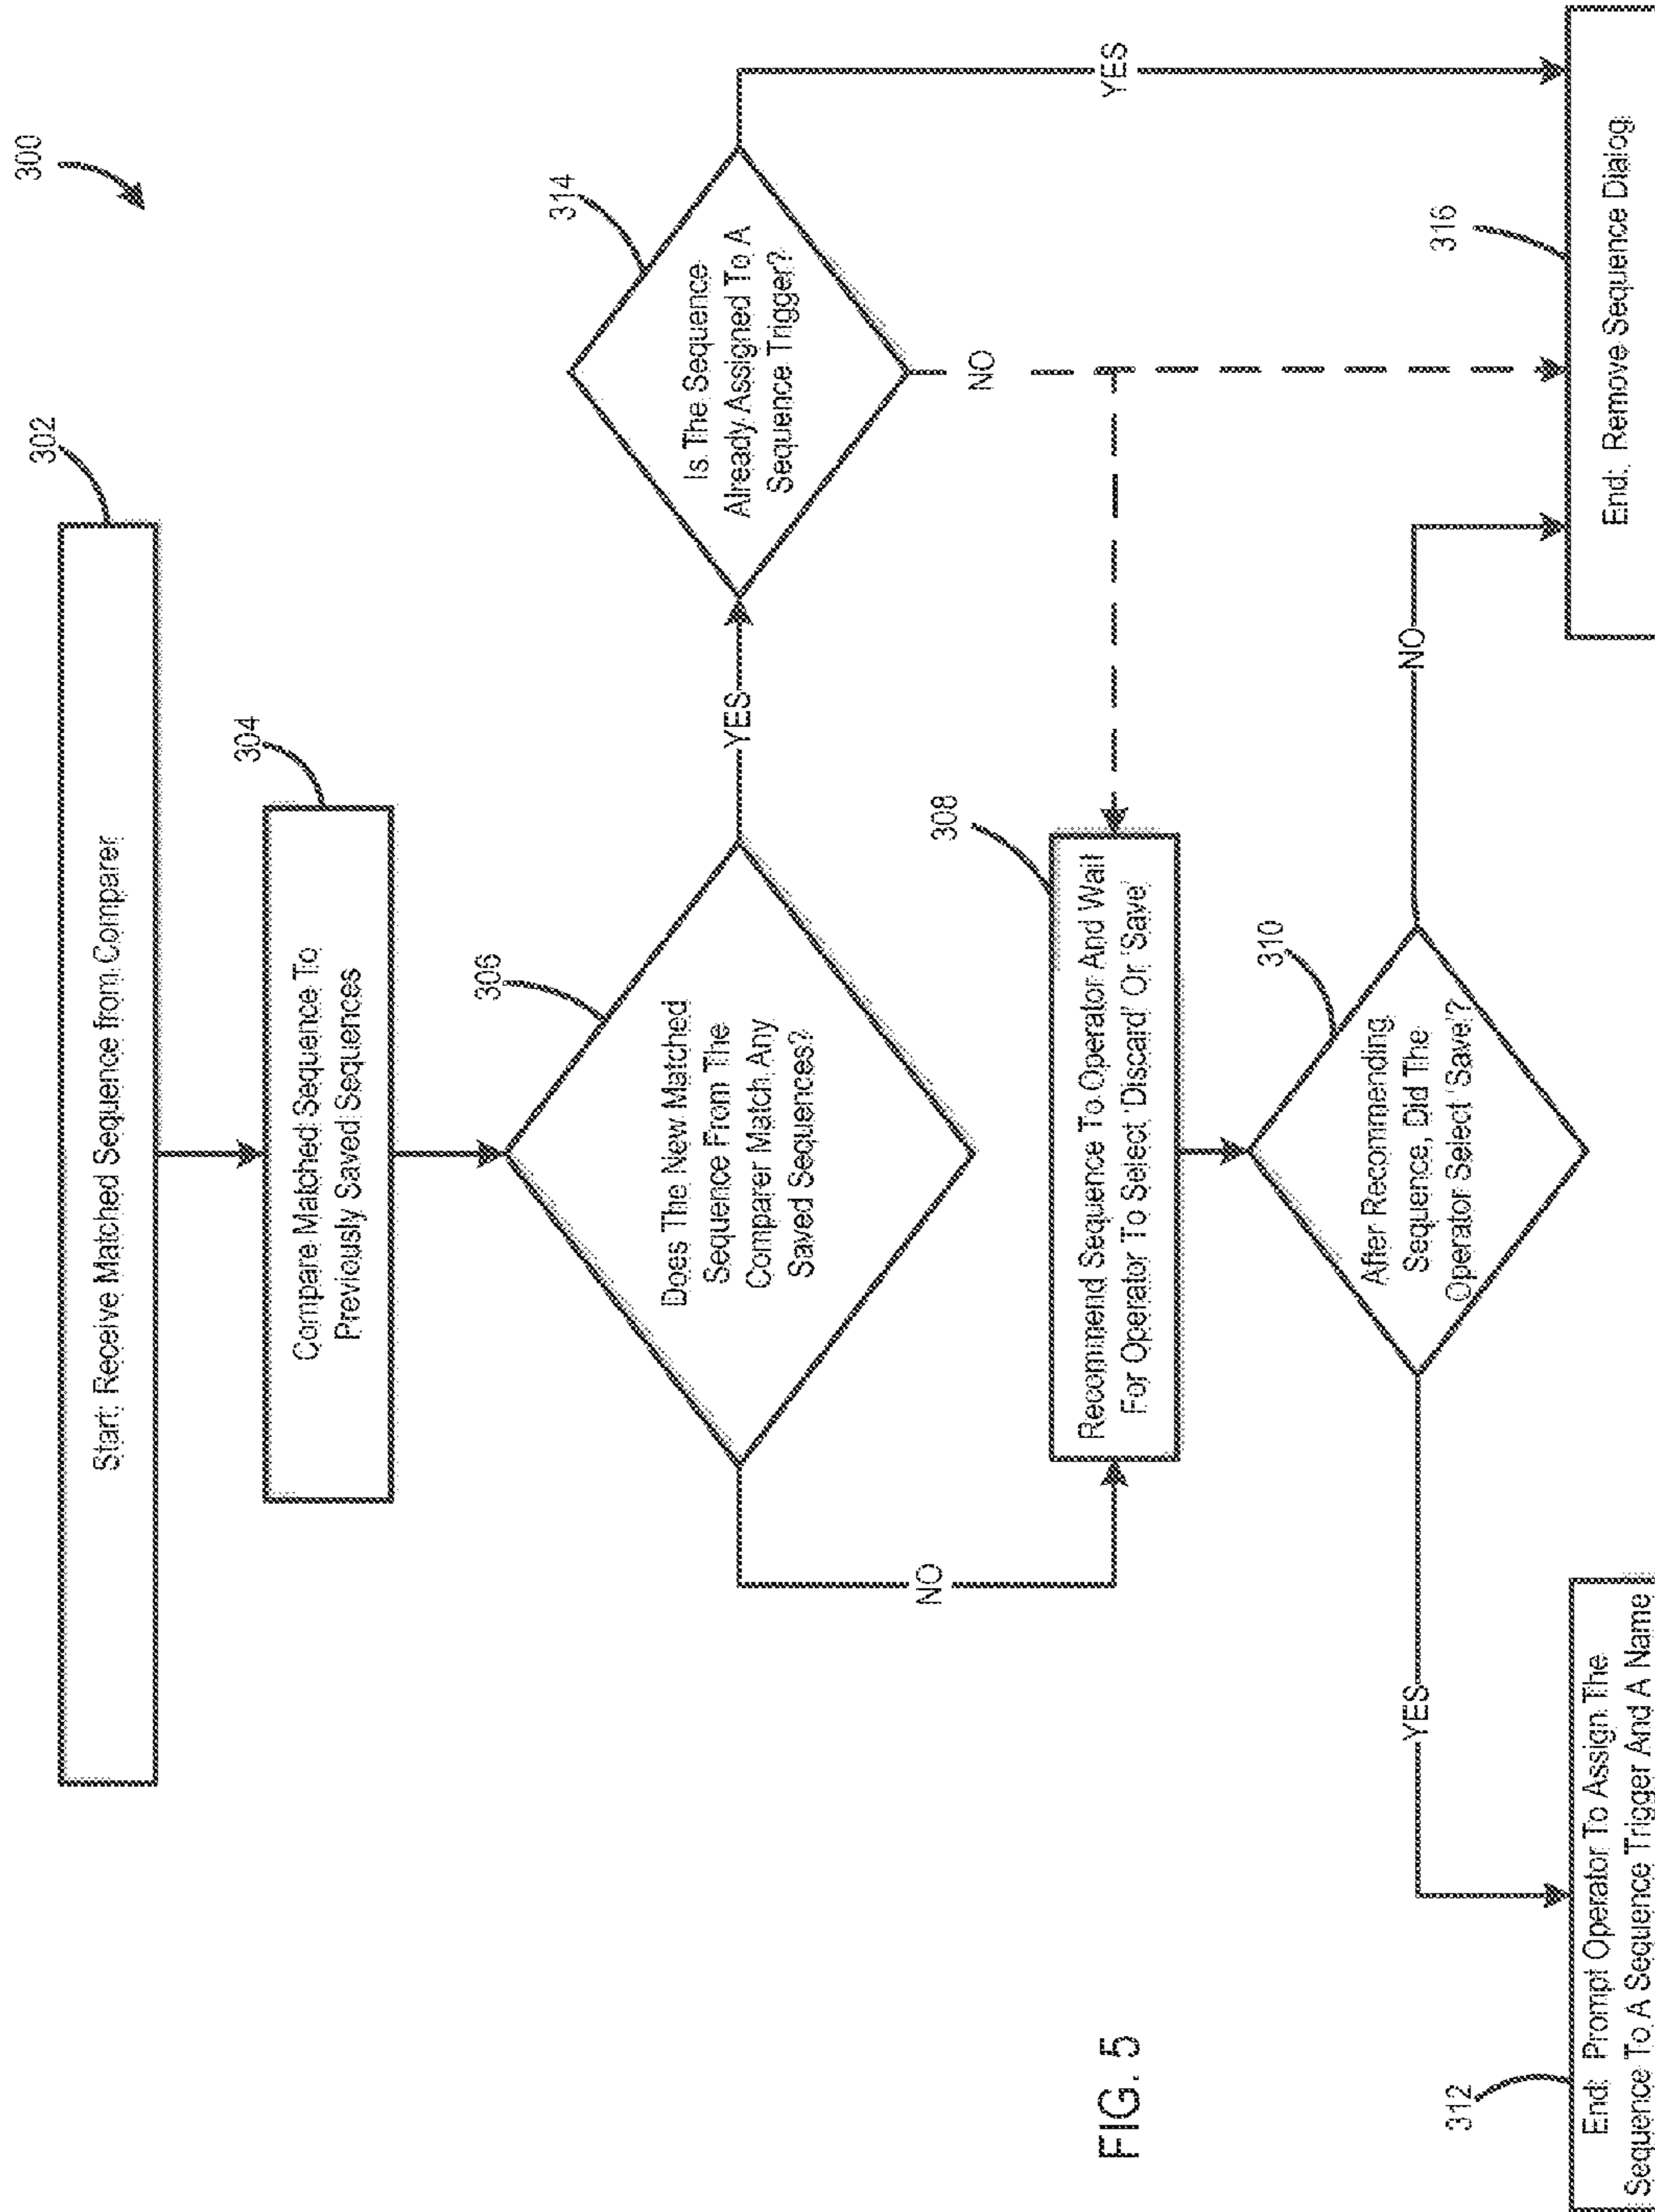 300
302
Start: Receive Matched Sequence from Comparer
304
Compare Matched Sequence To
Previously Saved Sequences
306
Does The New Matched
Sequence From The
Comparer Match Any
Saved Sequences?
YES
314
Is The Sequence
Already Assigned To A
Sequence Trigger?
YES
NO
NO
308
Recommend Sequence To Operator And Wait
For Operator To Select 'Discard' Or 'Save'
310
After Recommending
Sequence, Did The
Operator Select 'Save'?
YES
NO
312
End: Prompt Operator To Assign The
Sequence To A Sequence Trigger And A Name
316
End: Remove Sequence Dialog
FIG. 5